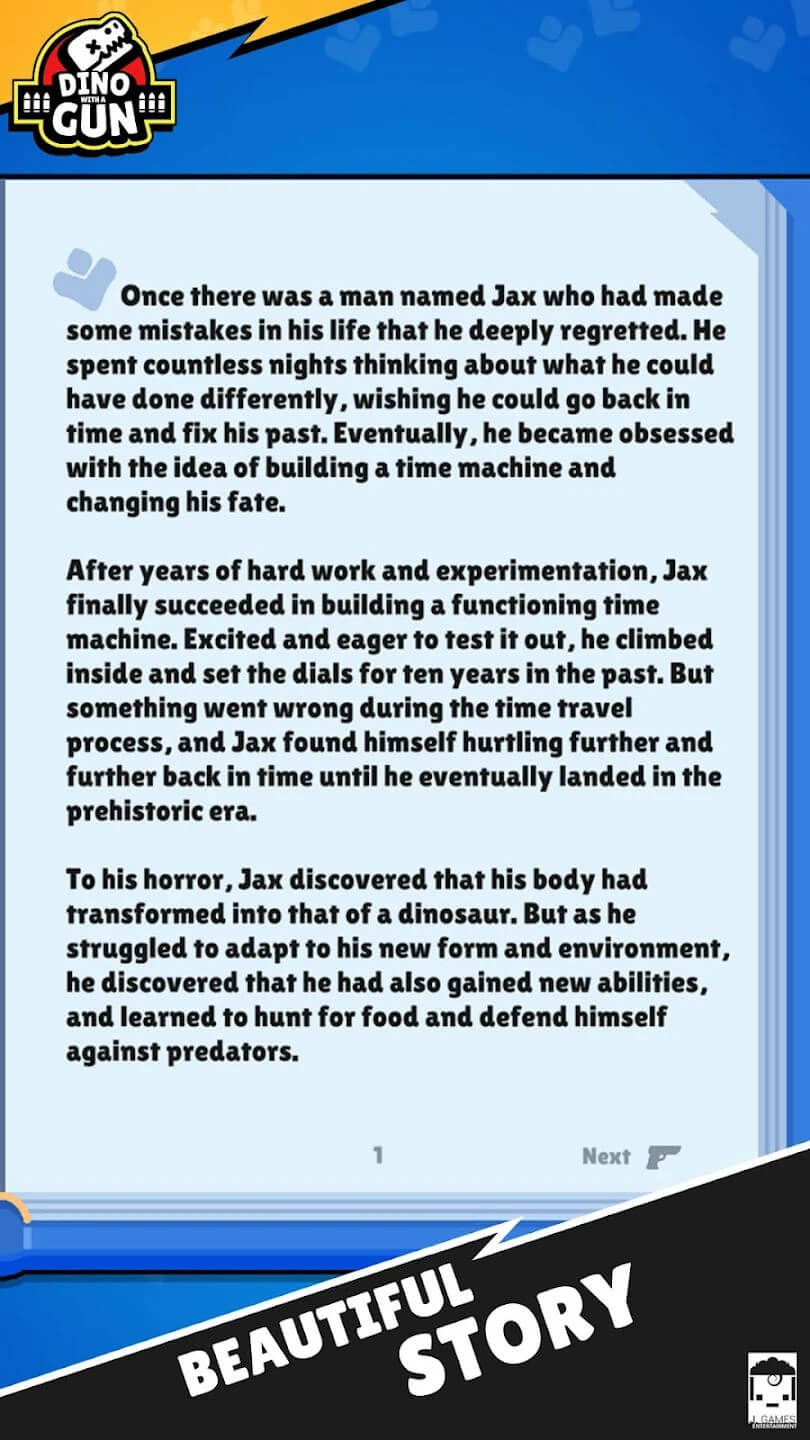 DINO
WITH A
GUN
Once there was a man named Jax who had made
some mistakes in his life that he deeply regretted. He
spent countless nights thinking about what he could
have done differently, wishing he could go back in
time and fix his past. Eventually, he became obsessed
with the idea of building a time machine and
changing his fate.
After years of hard work and experimentation, Jax
finally succeeded in building a functioning time
machine. Excited and eager to test it out, he climbed
inside and set the dials for ten years in the past. But
something went wrong during the time travel
process, and Jax found himself hurtling further and
further back in time until he eventually landed in the
prehistoric era.
To his horror, Jax discovered that his body had
transformed into that of a dinosaur. But as he
struggled to adapt to his new form and environment,
he discovered that he had also gained new abilities,
and learned to hunt for food and defend himself
against predators.
1 Next
BEAUTIFUL
STORY
J. GAMES
ENTERTAINMENT